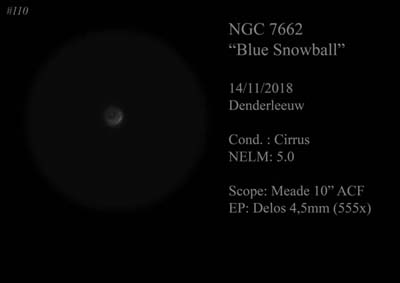 #110
NGC 7662
“Blue Snowball”
14/11/2018
Denderleeuw
Cond. : Cirrus
NELM: 5.0
Scope: Meade 10” ACF
EP: Delos 4,5mm (555x)